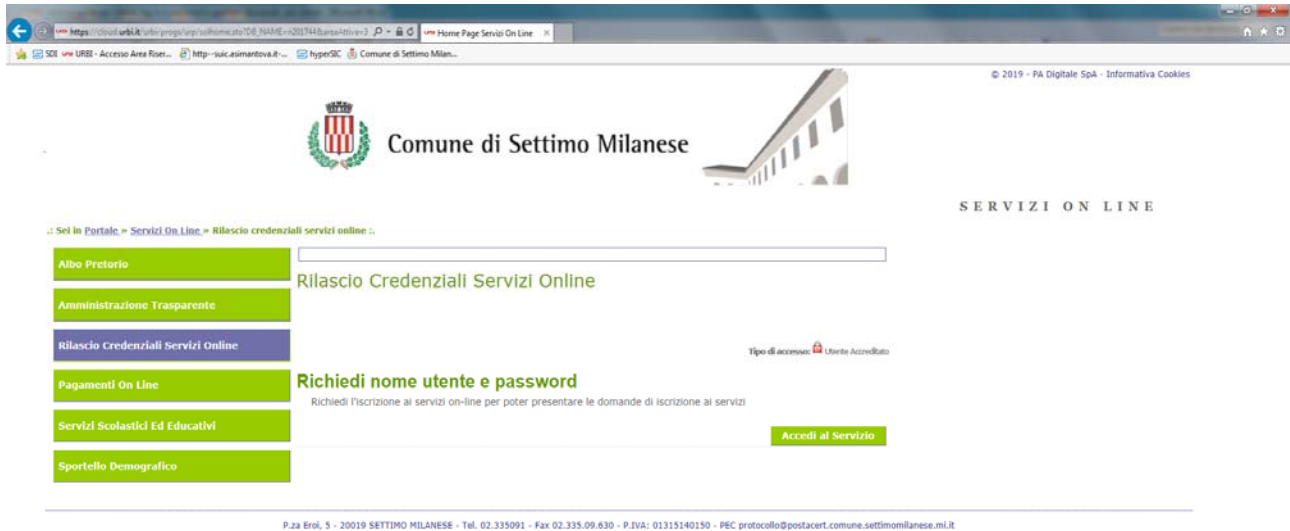 https://cloud.urbi.it/urbi/progs/urp/solhome.sto?DB_NAME=n201744&areaAttiva=3
Home Page Servizi On Line
SDI
URBI - Accesso Area Riser...
http--suic.asimantova.it-...
hyperSIC
Comune di Settimo Milan...
© 2019 - PA Digitale SpA - Informativa Cookies
Comune di Settimo Milanese
SERVIZI ON LINE
.: Sei in Portale » Servizi On Line » Rilascio credenziali servizi online :.
Albo Pretorio
Amministrazione Trasparente
Rilascio Credenziali Servizi Online
Pagamenti On Line
Servizi Scolastici Ed Educativi
Sportello Demografico
Rilascio Credenziali Servizi Online
Tipo di accesso: Utente Accreditato
Richiedi nome utente e password
Richiedi l'iscrizione ai servizi on-line per poter presentare le domande di iscrizione ai servizi
Accedi al Servizio
P.za Eroi, 5 - 20019 SETTIMO MILANESE - Tel. 02.335091 - Fax 02.335.09.630 - P.IVA: 01315140150 - PEC protocollo@postacert.comune.settimomilanese.mi.it